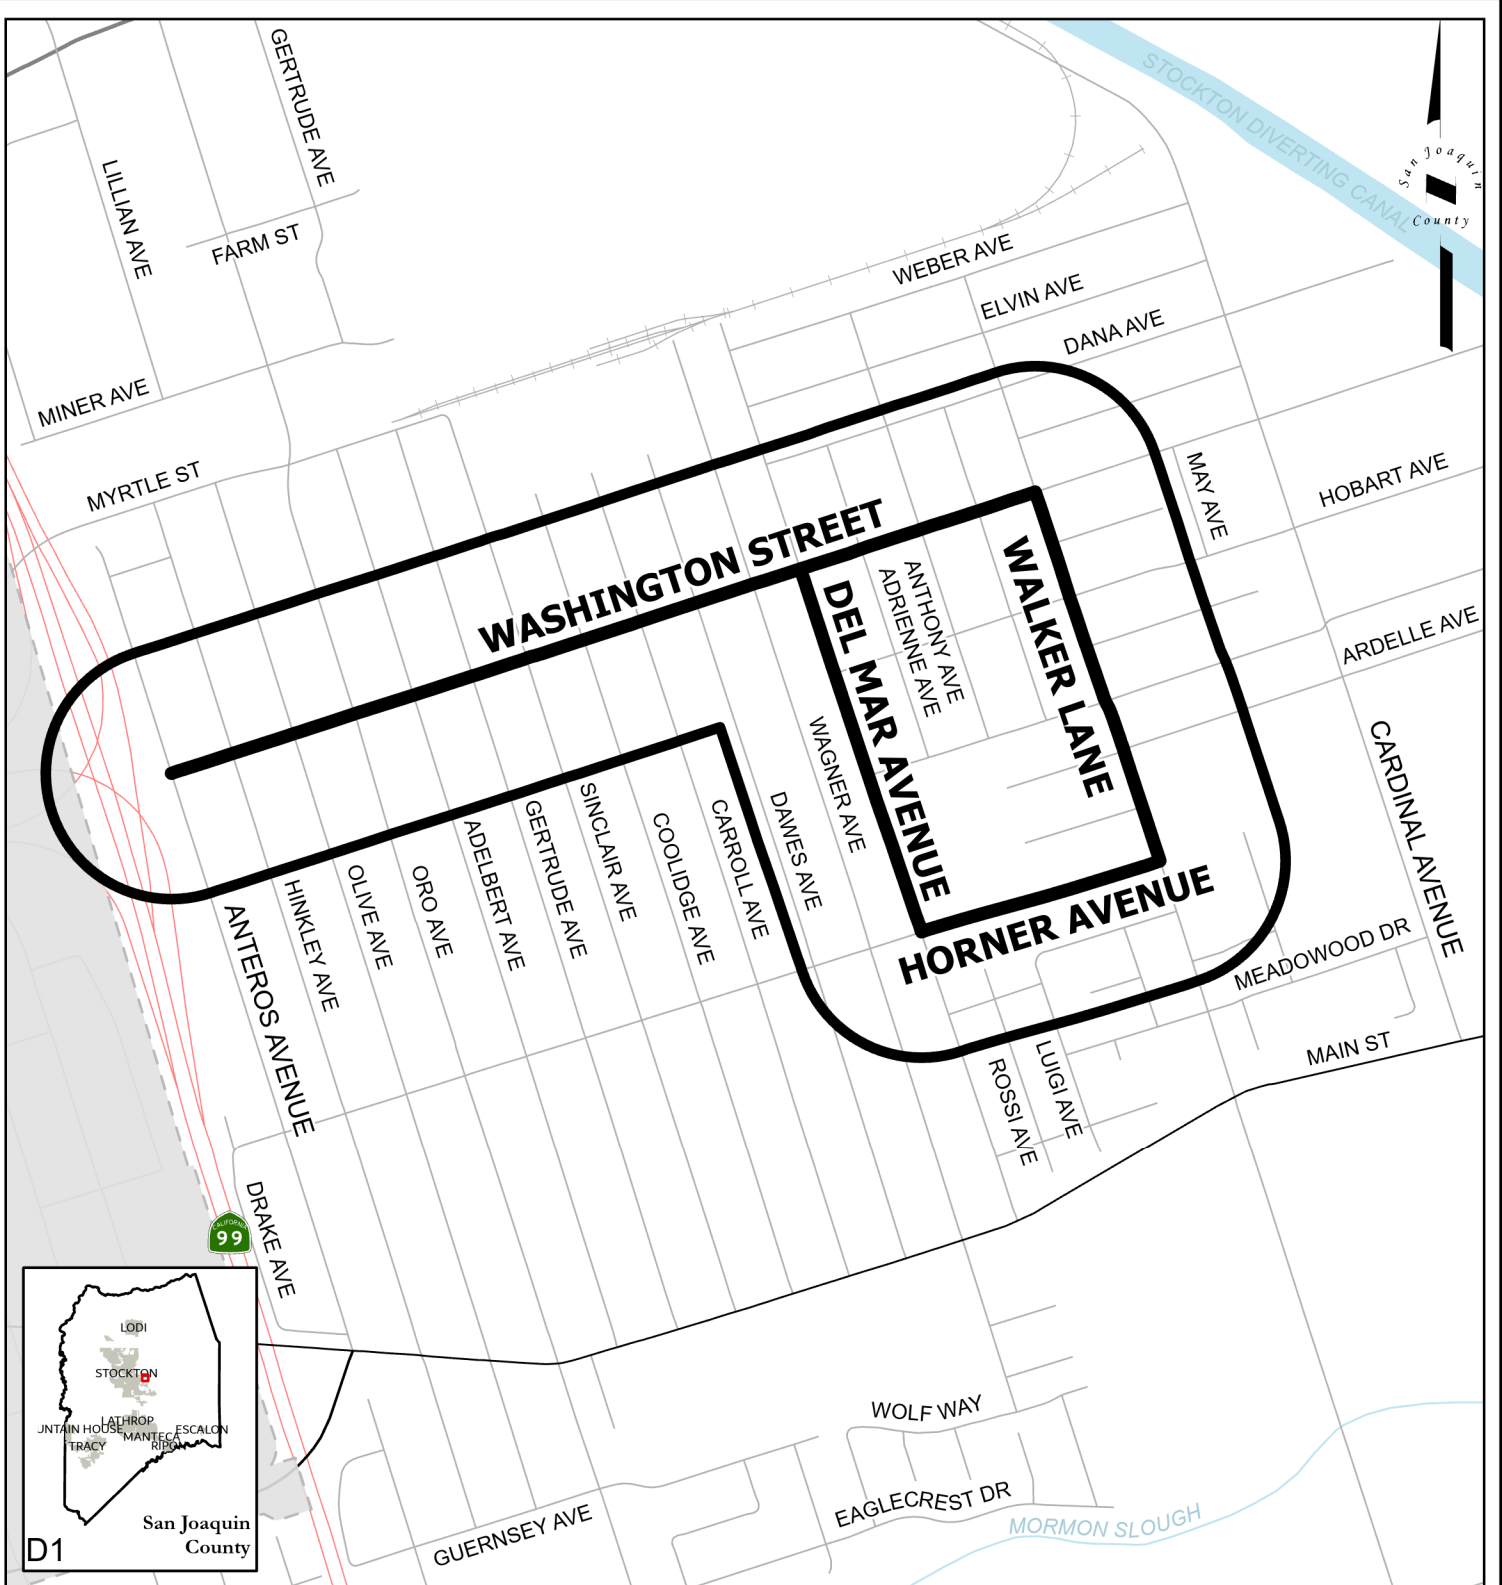 GERTRUDE AVE
LILLIAN AVE
FARM ST
STOCKTON DIVERTING CANAL
San Joaquin
County
WEBER AVE
ELVIN AVE
DANA AVE
MINER AVE
MYRTLE ST
MAY AVE
HOBART AVE
WASHINGTON STREET
DEL MAR AVENUE
ADRIENNE AVE
ANTHONY AVE
WALKER LANE
ARDELLE AVE
WAGNER AVE
CARDINAL AVENUE
DAWES AVE
CARROLL AVE
COOLIDGE AVE
SINCLAIR AVE
GERTRUDE AVE
ADELBERT AVE
ORO AVE
OLIVE AVE
HINKLEY AVE
ANTEROS AVENUE
HORNER AVENUE
MEADOWOOD DR
MAIN ST
LUIGI AVE
ROSSI AVE
DRAKE AVE
CALIFORNIA
99
LODI
STOCKTON
LATHROP
UNTAIN HOUSE
ESCALON
MANTECA
TRACY
RIPON
San Joaquin
County
D1
WOLF WAY
EAGLECREST DR
GUERNSEY AVE
MORMON SLOUGH